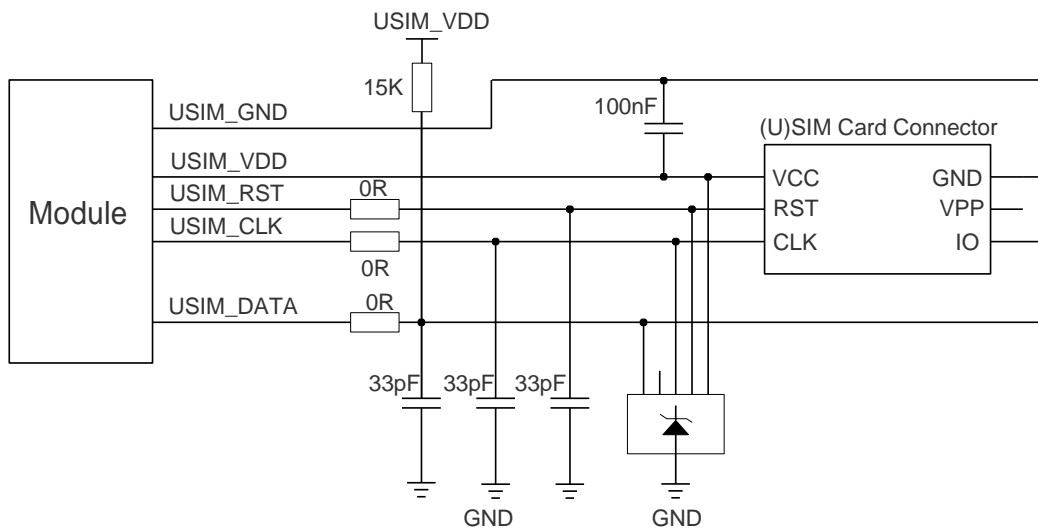 USIM_VDD
15K
100nF
USIM_GND
(U)SIM Card Connector
USIM_VDD
VCC
GND
USIM_RST
0R
RST
VPP
Module
USIM_CLK
CLK
IO
0R
USIM_DATA
0R
33pF
33pF
33pF
GND
GND